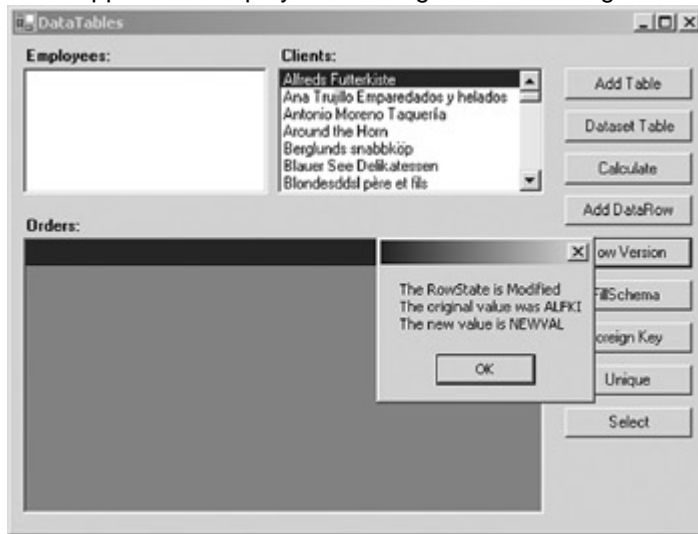 DataTables
Employees:
Clients:
Alfreds Futterkiste
Ana Trujillo Emparedados y helados
Antonio Moreno Taquería
Around the Horn
Berglunds snabbköp
Blauer See Delikatessen
Blondesddsl père et fils
Add Table
Dataset Table
Calculate
Add DataRow
ow Version
FillSchema
oreign Key
Unique
Select
Orders:
The RowState is Modified
The original value was ALFKI
The new value is NEWVAL
OK